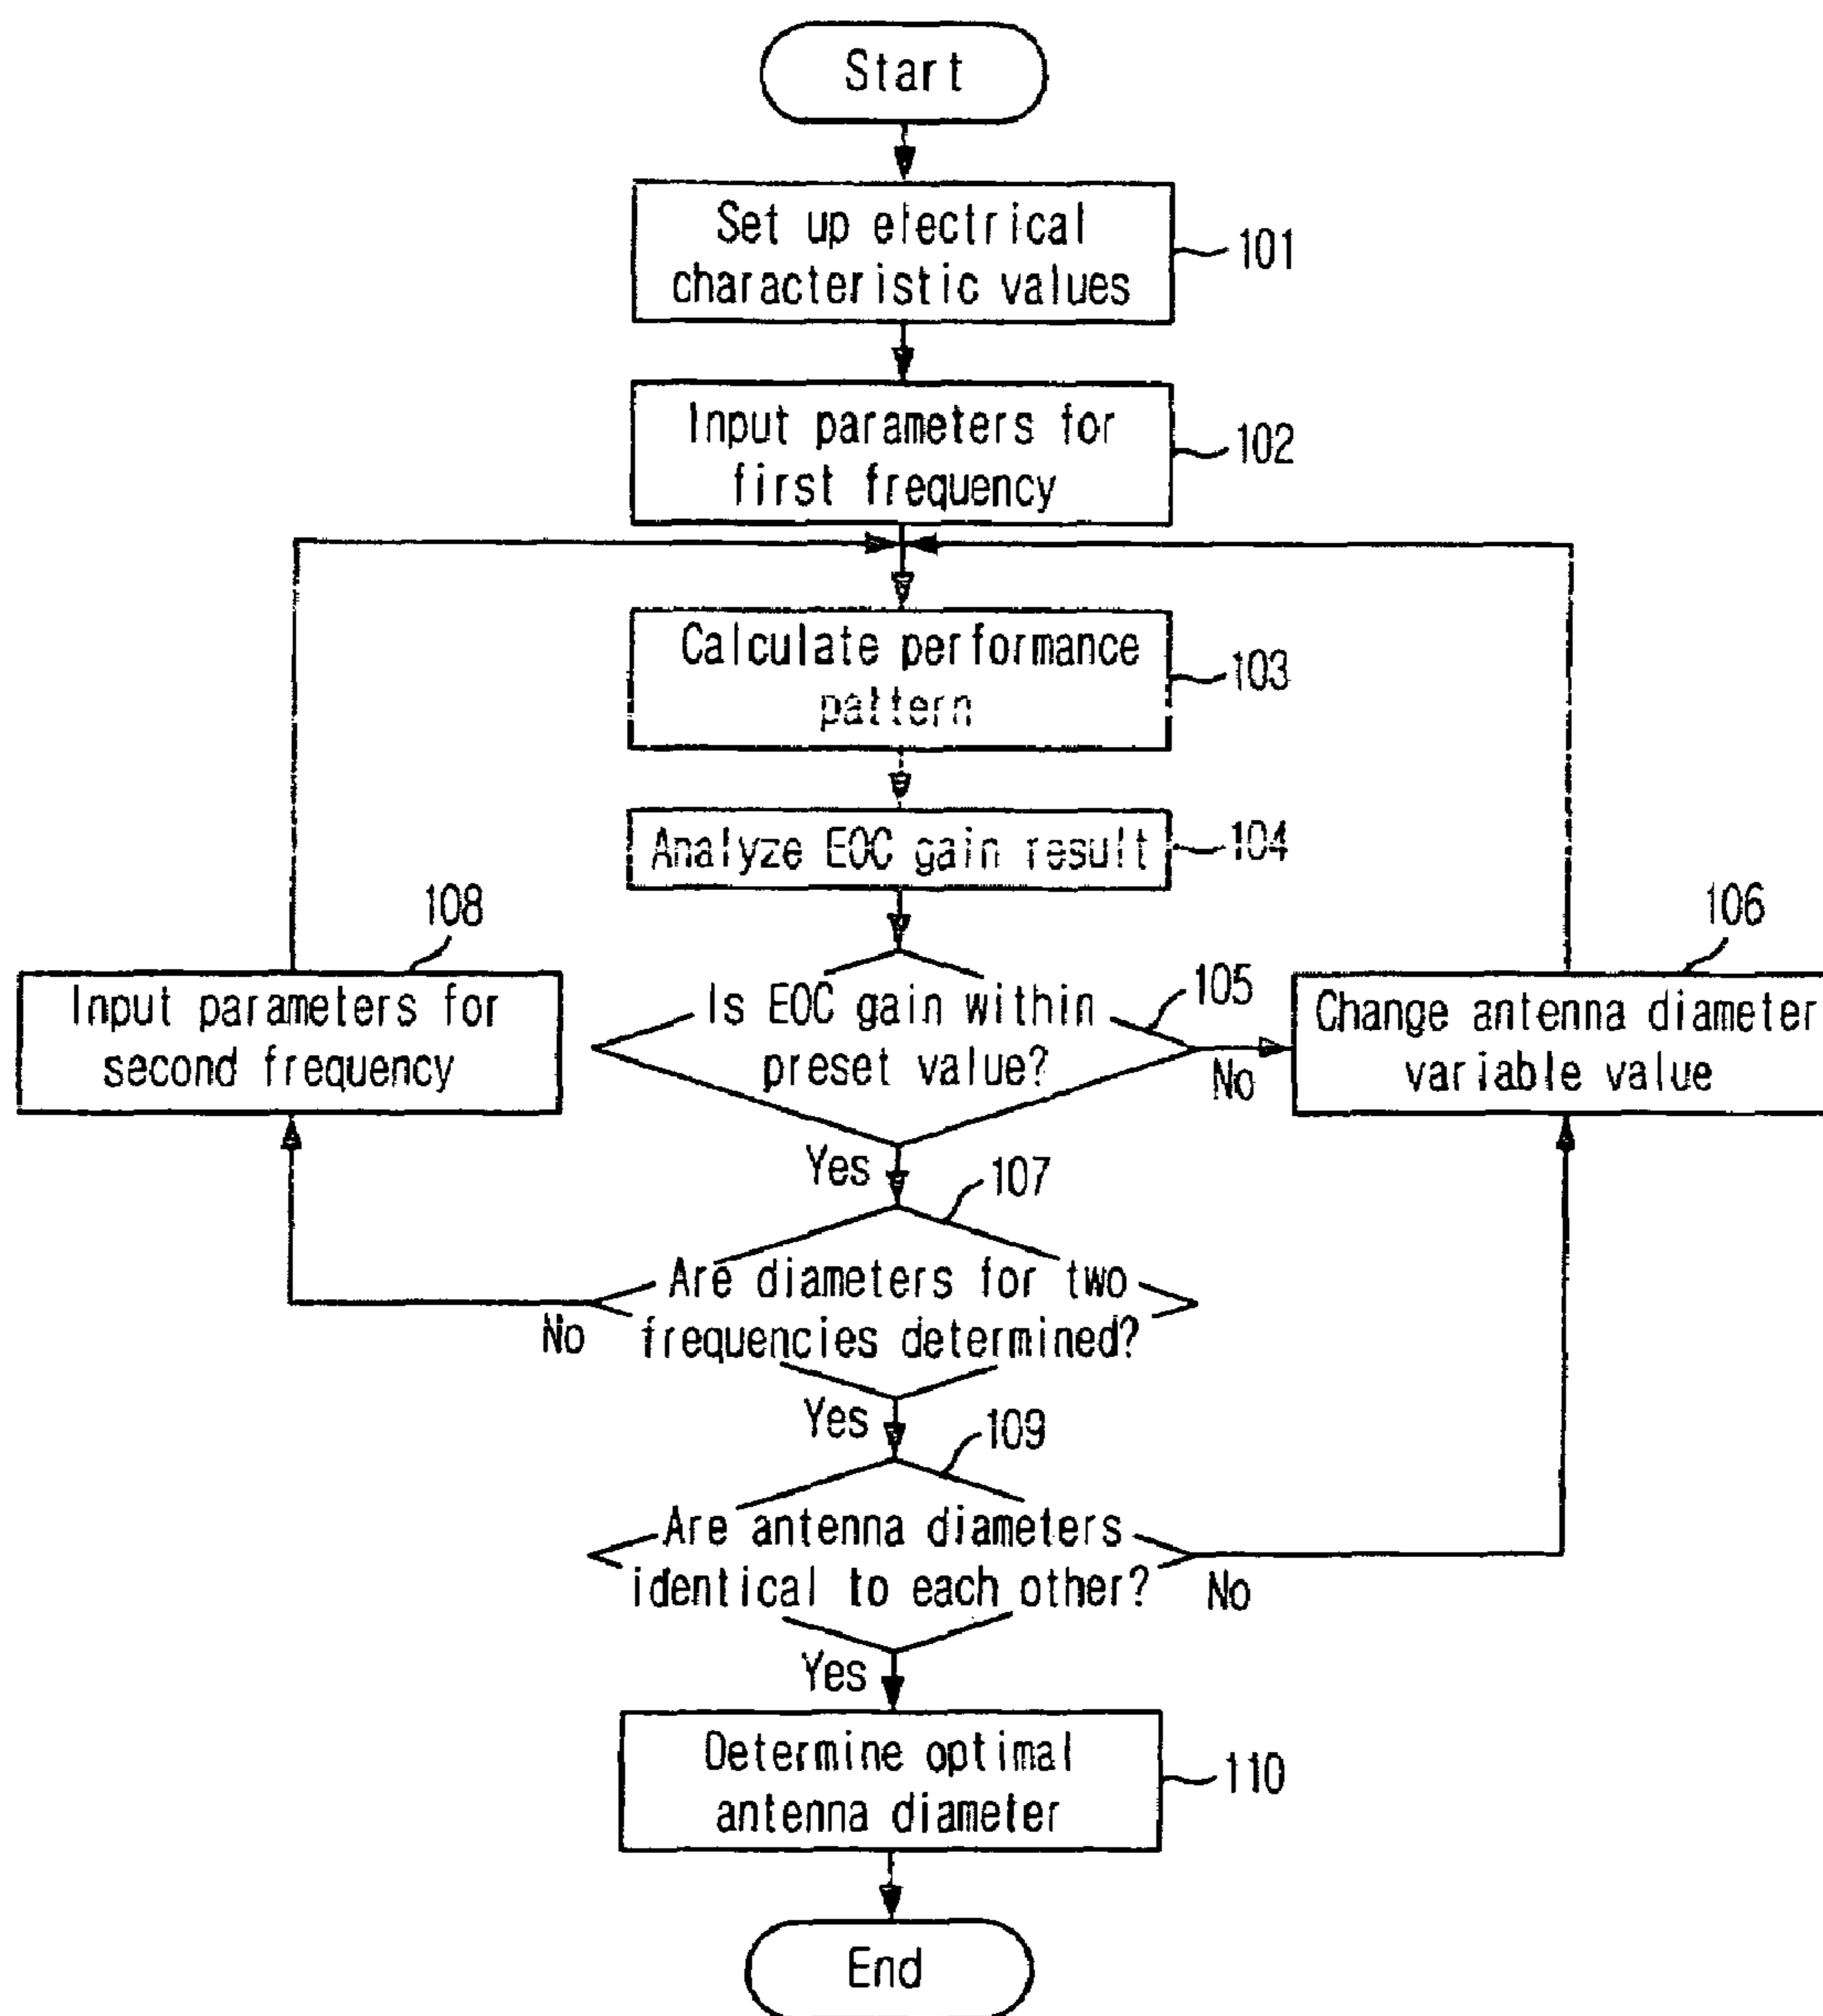 Start
Set up electrical
characteristic values
101
Input parameters for
first frequency
102
Calculate performance
pattern
103
Analyze EOC gain result
104
108
Input parameters for
second frequency
Is EOC gain within
preset value?
105
No
106
Change antenna diameter
variable value
Yes
107
Are diameters for two
frequencies determined?
No
Yes
109
Are antenna diameters
identical to each other?
No
Yes
Determine optimal
antenna diameter
110
End